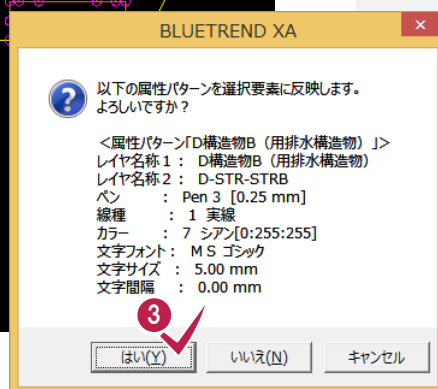 BLUETREND XA
×
以下の属性パターンを選択要素に反映します。
よろしいですか？
＜属性パターン「D構造物B（用排水構造物）」＞
レイヤ名称１： D構造物B（用排水構造物）
レイヤ名称２： D-STR-STRB
ペン ： Pen 3 [0.25 mm]
線種 ： 1 実線
カラー ： 7 シアン[0:255:255]
文字フォント： ＭＳ ゴシック
文字サイズ ： 5.00 mm
文字間隔 ： 0.00 mm
3
はい(Y) いいえ(N) キャンセル